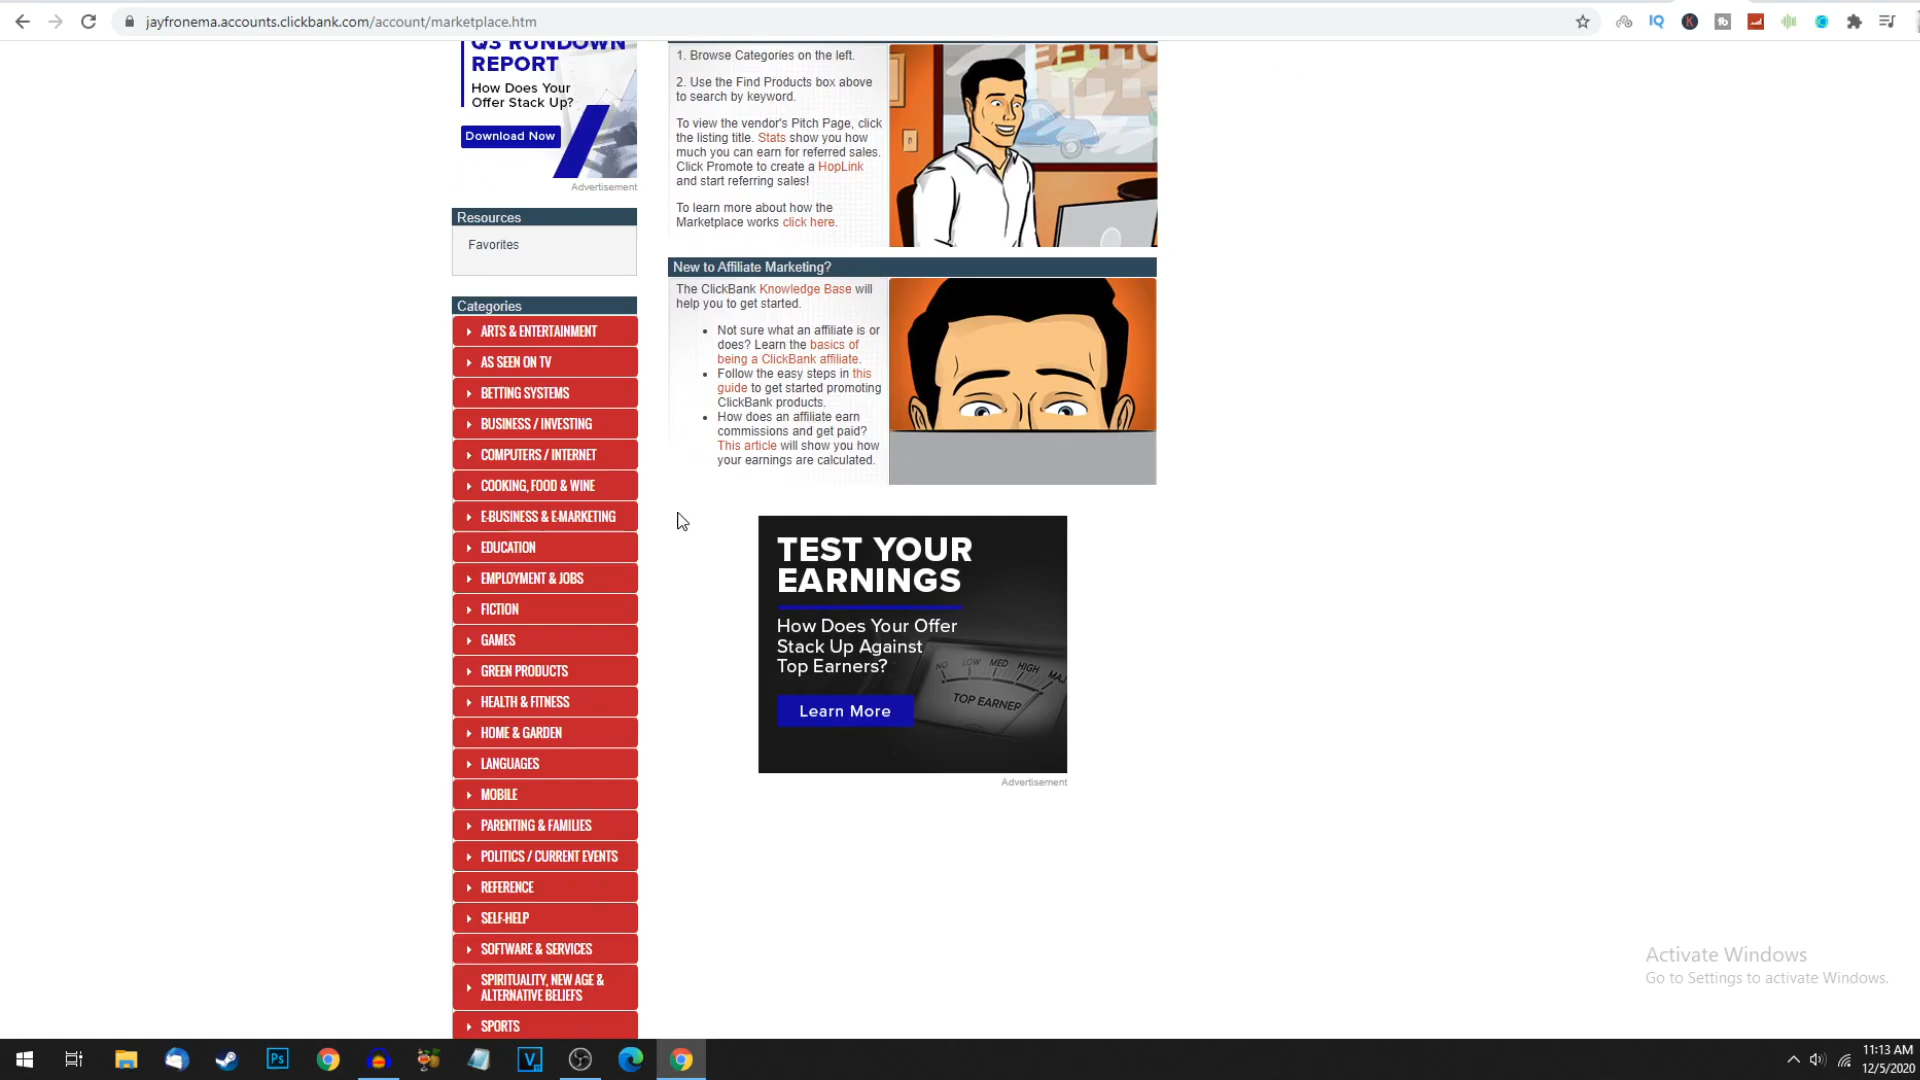 jayfronema.accounts.clickbank.com/account/marketplace.htm
IQ
K
Q3 RUNDOWN
REPORT
How Does Your
Offer Stack Up?
Download Now
Advertisement
Resources
Favorites
Categories
ARTS & ENTERTAINMENT
AS SEEN ON TV
BETTING SYSTEMS
BUSINESS / INVESTING
COMPUTERS / INTERNET
COOKING, FOOD & WINE
E-BUSINESS & E-MARKETING
EDUCATION
EMPLOYMENT & JOBS
FICTION
GAMES
GREEN PRODUCTS
HEALTH & FITNESS
HOME & GARDEN
LANGUAGES
MOBILE
PARENTING & FAMILIES
POLITICS / CURRENT EVENTS
REFERENCE
SELF-HELP
SOFTWARE & SERVICES
SPIRITUALITY, NEW AGE &
ALTERNATIVE BELIEFS
SPORTS
1. Browse Categories on the left.
2. Use the Find Products box above
to search by keyword.
To view the vendor's Pitch Page, click
the listing title. Stats show you how
much you can earn for referred sales.
Click Promote to create a HopLink
and start referring sales!
To learn more about how the
Marketplace works click here.
New to Affiliate Marketing?
The ClickBank Knowledge Base will
help you to get started.
• Not sure what an affiliate is or
does? Learn the basics of
being a ClickBank affiliate.
• Follow the easy steps in this
guide to get started promoting
ClickBank products.
• How does an affiliate earn
commissions and get paid?
This article will show you how
your earnings are calculated.
TEST YOUR
EARNINGS
How Does Your Offer
Stack Up Against
Top Earners?
NO LOW MED HIGH
TOP EARNER
Learn More
Advertisement
Activate Windows
Go to Settings to activate Windows.
Ps
V
11:13 AM
12/5/2020